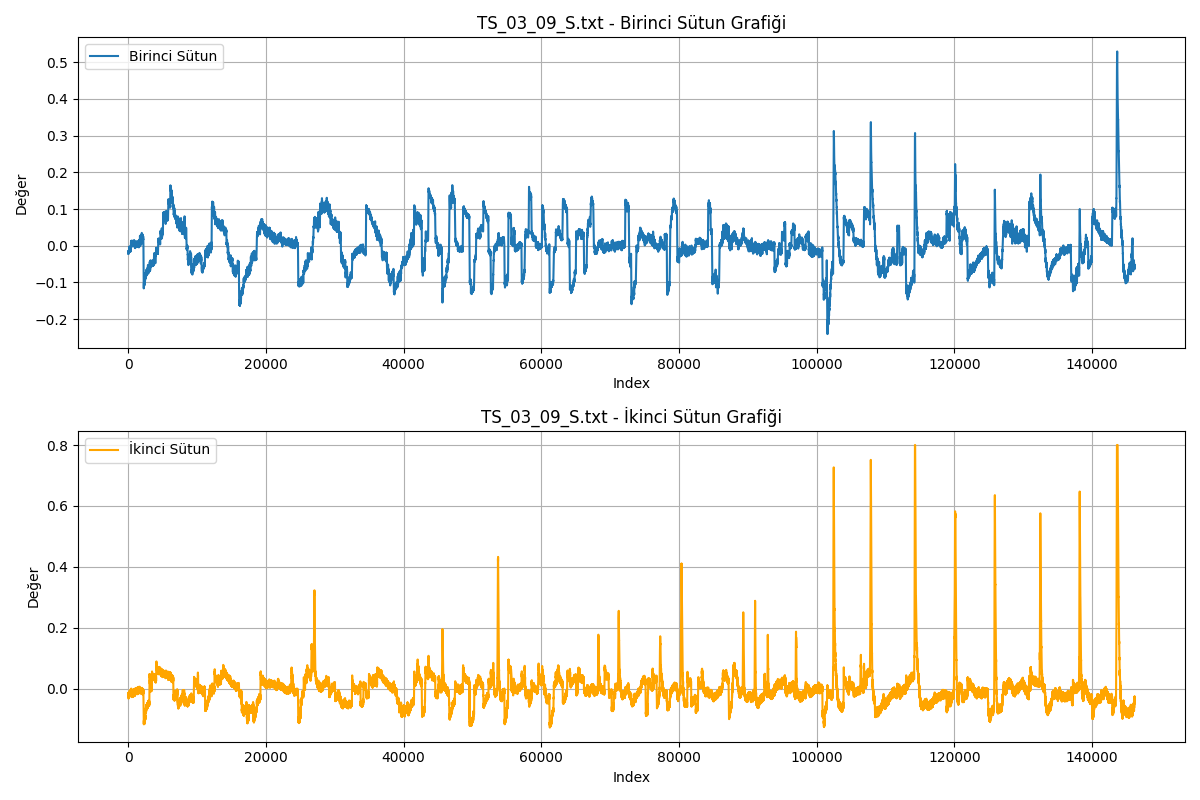 TS_03_09_S.txt - Birinci Sütun Grafiği
Birinci Sütun
0.5
0.4
0.3
0.2
0.1
0.0
−0.1
−0.2
Değer
0 20000 40000 60000 80000 100000 120000 140000
Index
TS_03_09_S.txt - İkinci Sütun Grafiği
İkinci Sütun
0.8
0.6
0.4
0.2
0.0
Değer
0 20000 40000 60000 80000 100000 120000 140000
Index